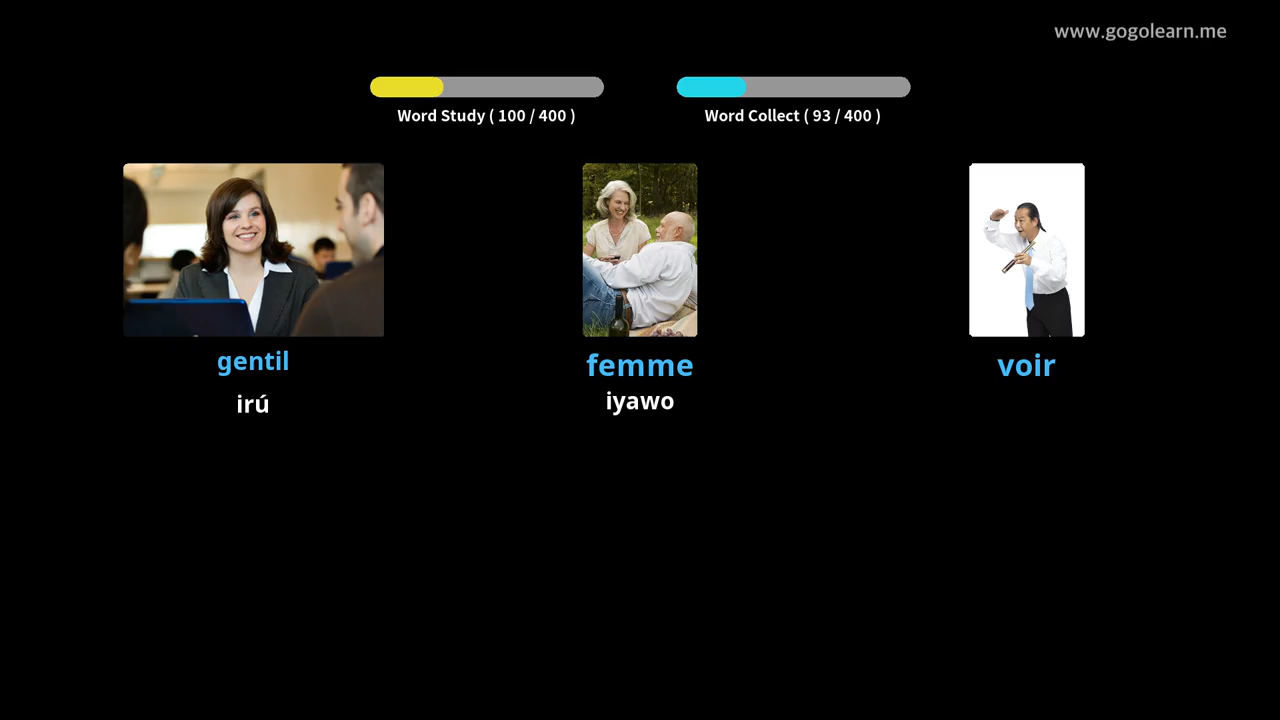 www.gogolearn.me
Word Study ( 100 / 400 )
Word Collect ( 93 / 400 )
gentil
irú
femme
iyawo
voir